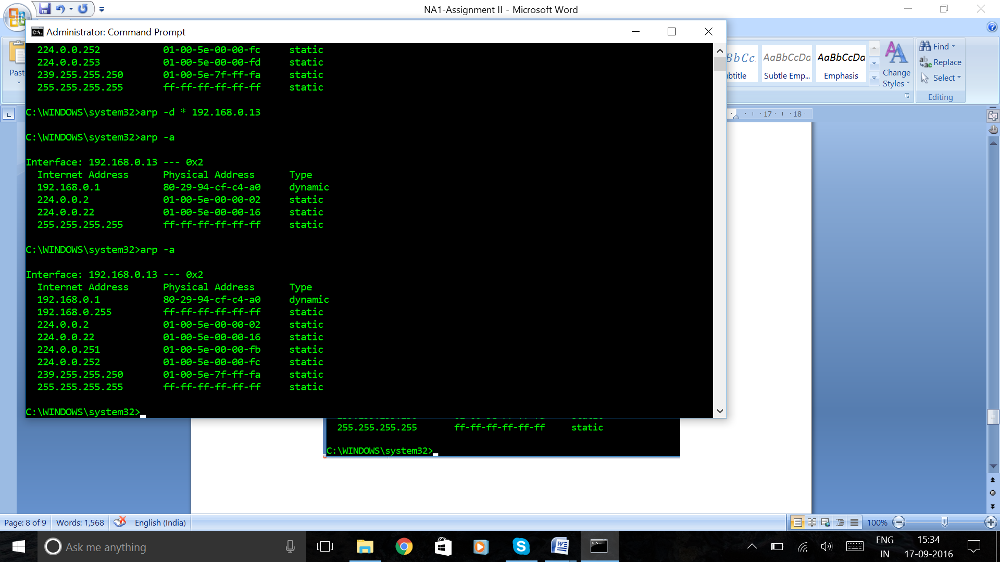 NA1-Assignment II - Microsoft Word
Administrator: Command Prompt
Past
224.0.0.252 01-00-5e-00-00-fc static
224.0.0.253 01-00-5e-00-00-fd static
239.255.255.250 01-00-5e-7f-ff-fa static
255.255.255.255 ff-ff-ff-ff-ff-ff static
C:\WINDOWS\system32>arp -d * 192.168.0.13
C:\WINDOWS\system32>arp -a
Interface: 192.168.0.13 --- 0x2
Internet Address Physical Address Type
192.168.0.1 80-29-94-cf-c4-a0 dynamic
224.0.0.2 01-00-5e-00-00-02 static
224.0.0.22 01-00-5e-00-00-16 static
255.255.255.255 ff-ff-ff-ff-ff-ff static
C:\WINDOWS\system32>arp -a
Interface: 192.168.0.13 --- 0x2
Internet Address Physical Address Type
192.168.0.1 80-29-94-cf-c4-a0 dynamic
192.168.0.255 ff-ff-ff-ff-ff-ff static
224.0.0.2 01-00-5e-00-00-02 static
224.0.0.22 01-00-5e-00-00-16 static
224.0.0.251 01-00-5e-00-00-fb static
224.0.0.252 01-00-5e-00-00-fc static
239.255.255.250 01-00-5e-7f-ff-fa static
255.255.255.255 ff-ff-ff-ff-ff-ff static
C:\WINDOWS\system32>
bCc. AaBbCcDd AaBbCcDd
btitle Subtle Emp... Emphasis
Change
Styles
Find
Replace
Select
Editing
17 18
255.255.255.255 ff-ff-ff-ff-ff-ff static
C:\WINDOWS\system32>
Page: 8 of 9 Words: 1,568 English (India) 100%
Ask me anything
ENG
IN
15:34
17-09-2016